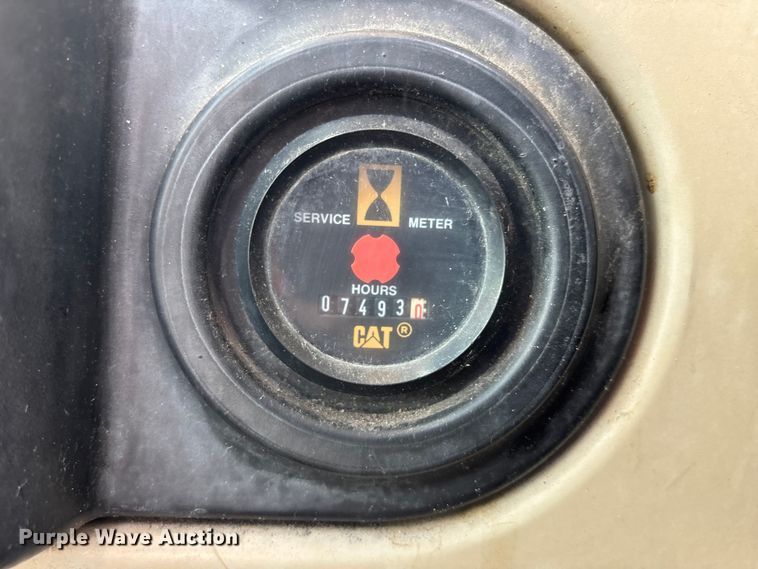 SERVICE METER
HOURS
07493
CAT®
Purple Wave Auction